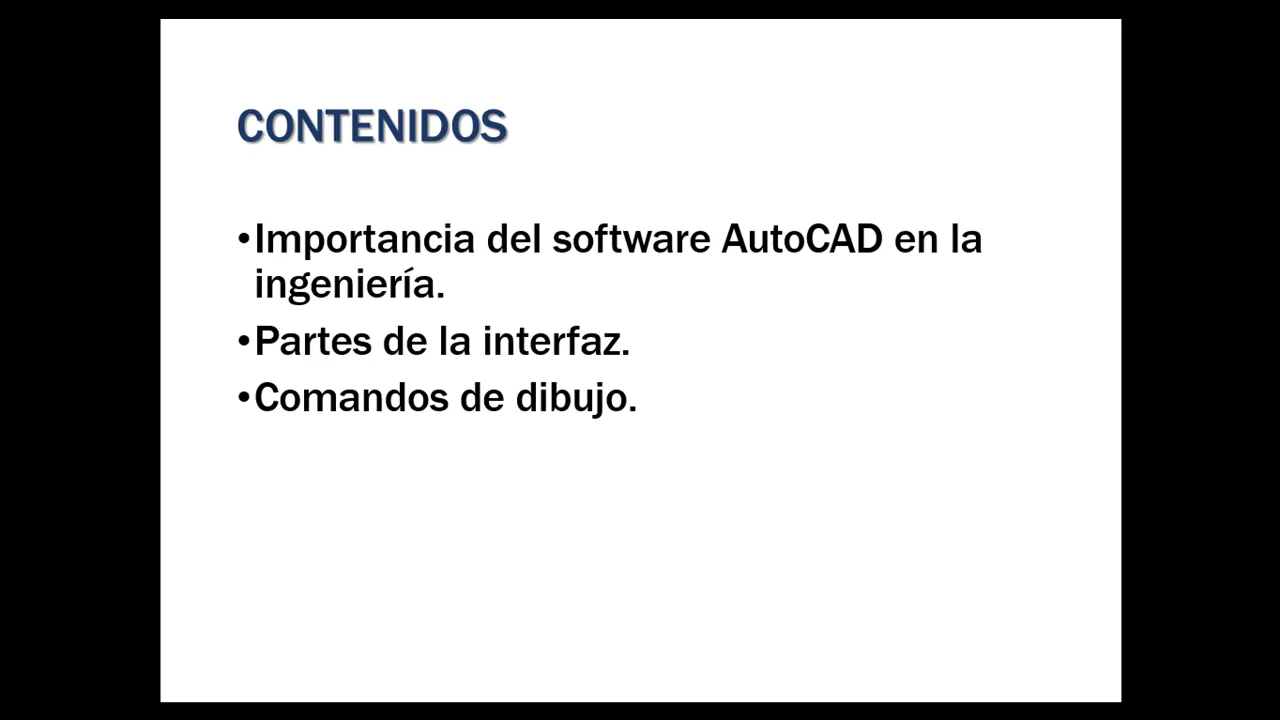 CONTENIDOS
•Importancia del software AutoCAD en la
ingeniería.
•Partes de la interfaz.
•Comandos de dibujo.